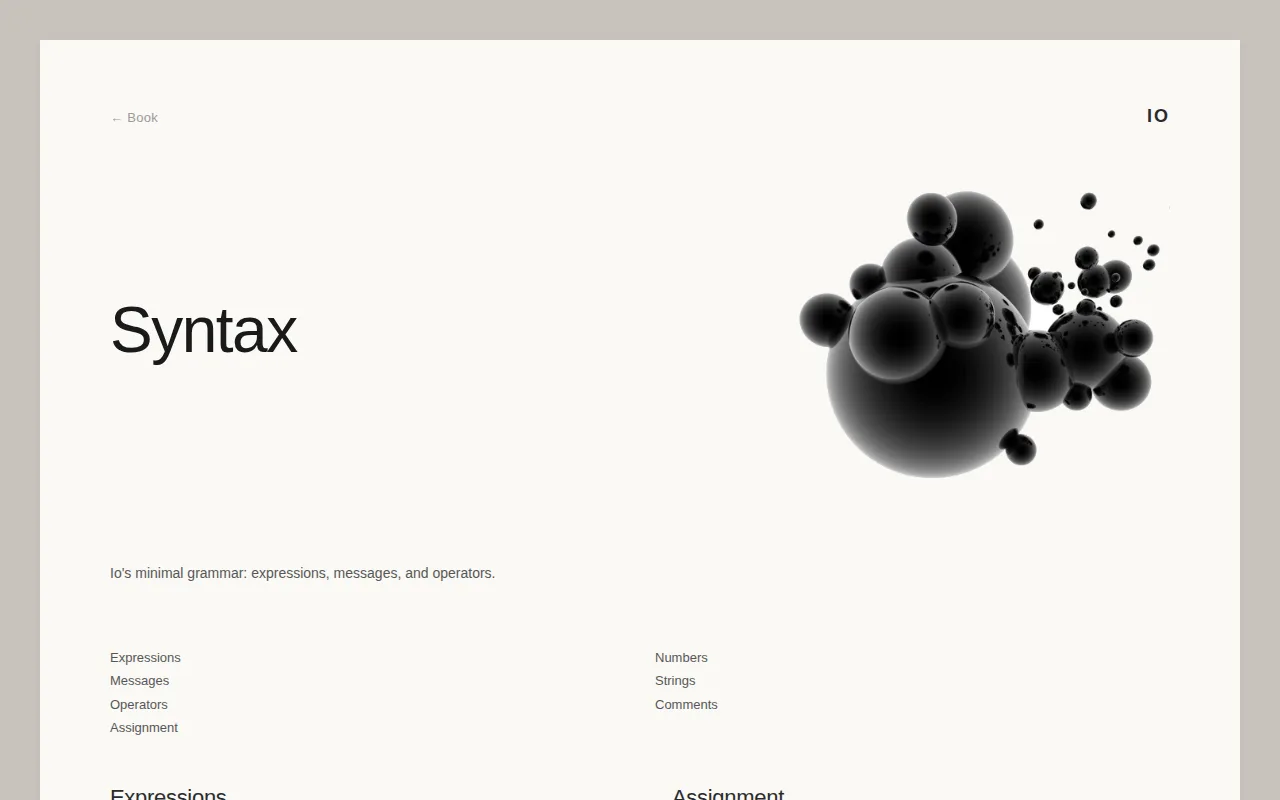 ← Book
IO
Syntax
Io's minimal grammar: expressions, messages, and operators.
Expressions
Messages
Operators
Assignment
Numbers
Strings
Comments
Expressions
Assignment